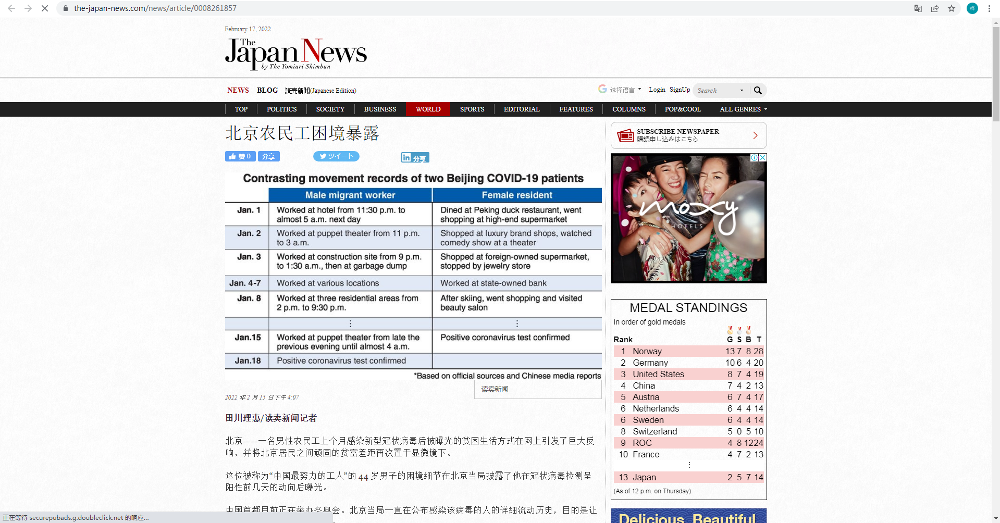 the-japan-news.com/news/article/0008261857
桦
February 17, 2022
The
Japan News
by The Yomiuri Shimbun
NEWS BLOG 読売新聞(Japanese Edition)
选择语言 Login SignUp Search
TOP POLITICS SOCIETY BUSINESS WORLD SPORTS EDITORIAL FEATURES COLUMNS POP&COOL ALL GENRES
北京农民工困境暴露
赞 0 分享 ツイート in 分享
Contrasting movement records of two Beijing COVID-19 patients
Male migrant worker Female resident
Jan. 1 Worked at hotel from 11:30 p.m. to almost 5 a.m. next day Dined at Peking duck restaurant, went shopping at high-end supermarket
Jan. 2 Worked at puppet theater from 11 p.m. to 3 a.m. Shopped at luxury brand shops, watched comedy show at a theater
Jan. 3 Worked at construction site from 9 p.m. to 1:30 a.m., then at garbage dump Shopped at foreign-owned supermarket, stopped by jewelry store
Jan. 4-7 Worked at various locations Worked at state-owned bank
Jan. 8 Worked at three residential areas from 2 p.m. to 9:30 p.m. After skiing, went shopping and visited beauty salon
⋮ ⋮
Jan.15 Worked at puppet theater from late the previous evening until almost 4 a.m. Positive coronavirus test confirmed
Jan.18 Positive coronavirus test confirmed
*Based on official sources and Chinese media reports
读卖新闻
2022 年 2 月 15 日下午 4:07
田川理惠/读卖新闻记者
北京——一名男性农民工上个月感染新型冠状病毒后被曝光的贫困生活方式在网上引发了巨大反
响，并将北京居民之间顽固的贫富差距再次置于显微镜下。
这位被称为“中国最努力的工人”的 44 岁男子的困境细节在北京当局披露了他在冠状病毒检测呈
阳性前几天的动向后曝光。
中国首都目前正在举办冬奥会。北京当局一直在公布感染该病毒的人的详细流动历史，目的是让
正在等待 securepubads.g.doubleclick.net 的响应...
SUBSCRIBE NEWSPAPER
購読申し込みはこちら
moxy
HOTELS
MEDAL STANDINGS
In order of gold medals
Rank G S B T
1 Norway 13 7 8 28
2 Germany 10 6 4 20
3 United States 8 7 4 19
4 China 7 4 2 13
5 Austria 6 7 4 17
6 Netherlands 6 4 4 14
6 Sweden 6 4 4 14
8 Switzerland 5 0 5 10
9 ROC 4 8 12 24
10 France 4 7 2 13
⋮
13 Japan 2 5 7 14
(As of 12 p.m. on Thursday)
Delicious, Beautiful